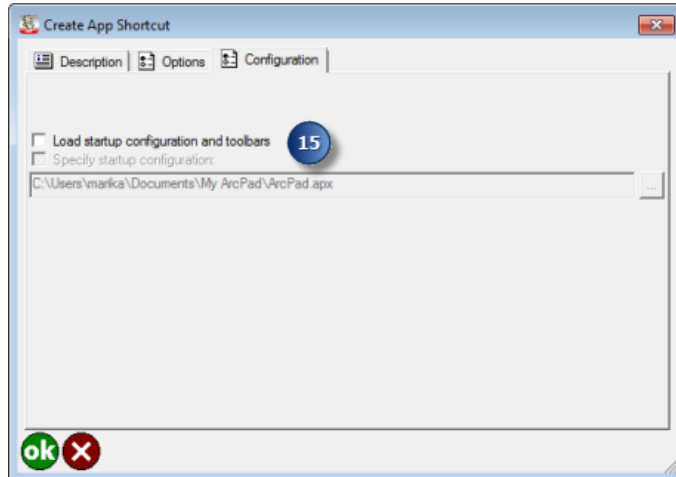 Create App Shortcut
Description Options Configuration
Load startup configuration and toolbars 15
Specify startup configuration:
C:\Users\marika\Documents\My ArcPad\ArcPad.apx ...
ok